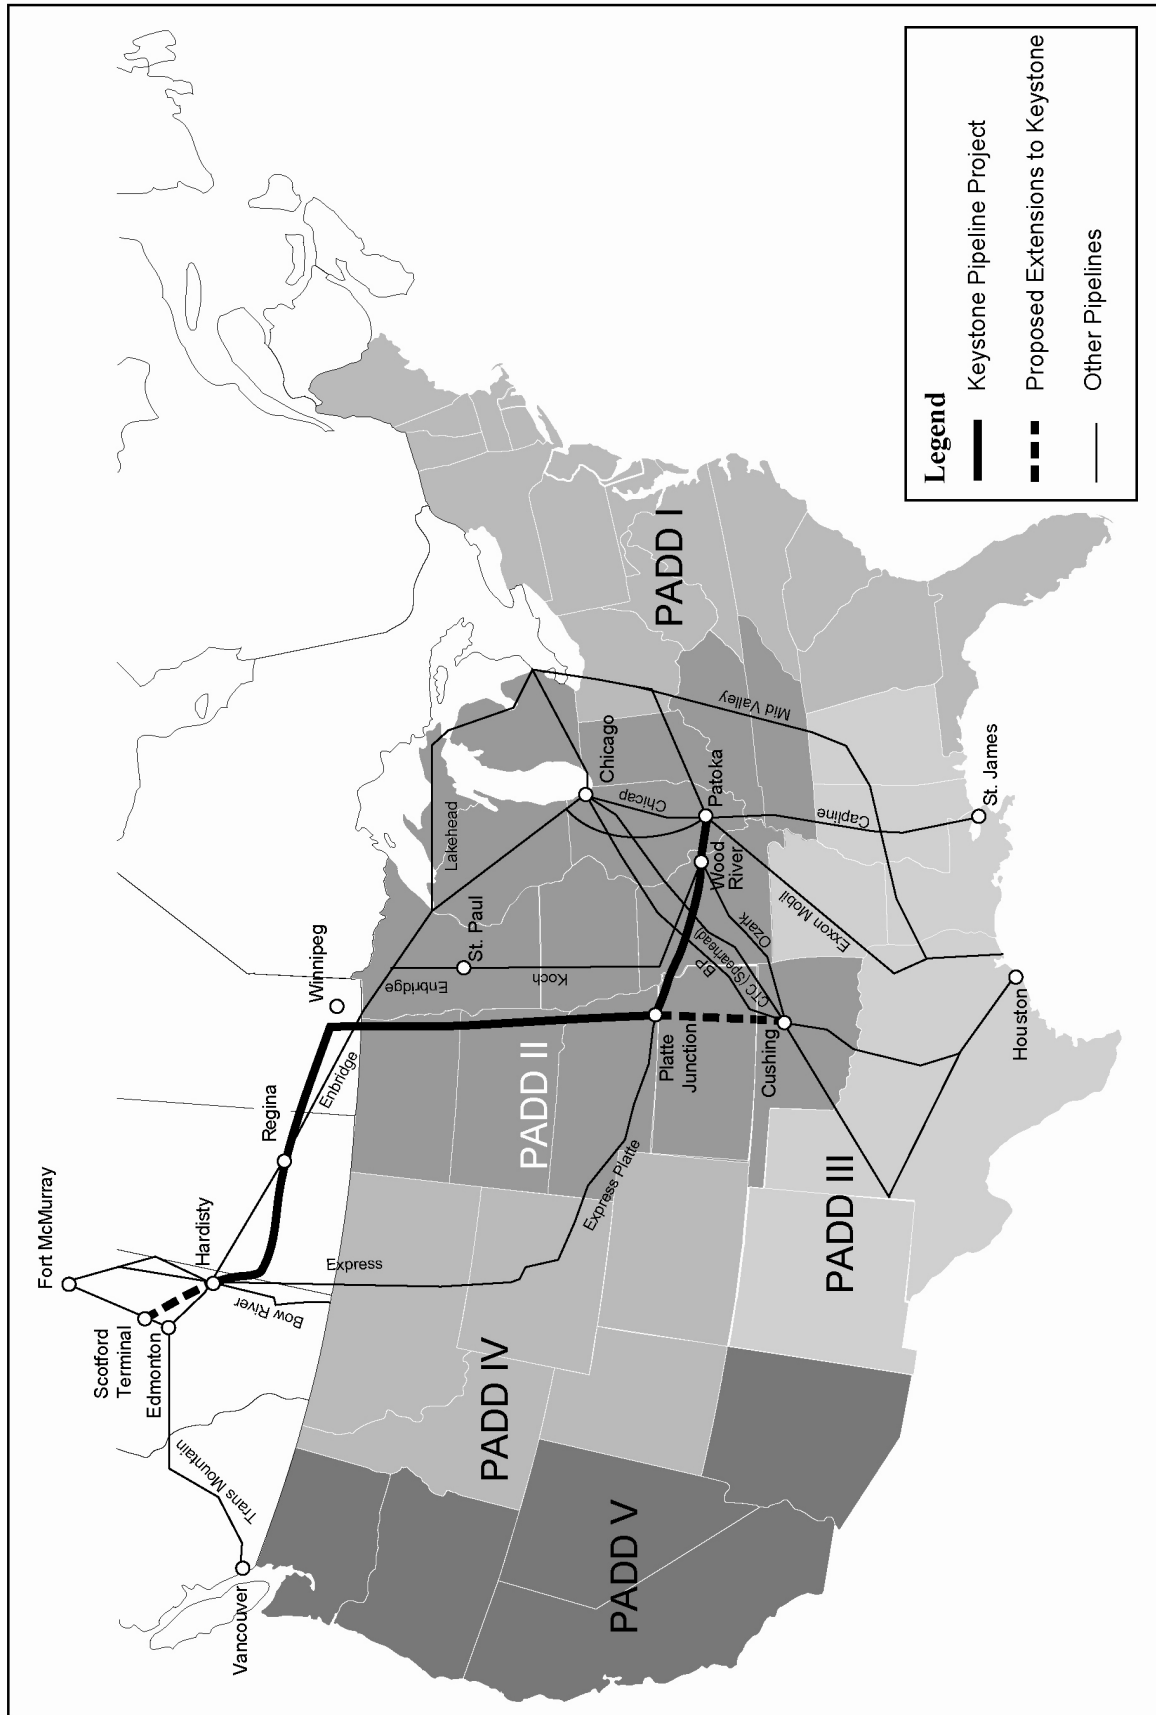 Fort McMurray
Scotford
Terminal
Edmonton
Hardisty
Regina
Winnipeg
Vancouver
Trans Mountain
Bow River
Express
Enbridge
Enbridge
Lakehead
St. Paul
Koch
PADD V
PADD IV
PADD II
PADD III
PADD I
Express Platte
Platte
Junction
BP
CTC (Spearhead)
Ozark
Cushing
Wood
River
Patoka
Chicap
Chicago
Mid Valley
Capline
Exxon Mobil
Houston
St. James
Legend
Keystone Pipeline Project
Proposed Extensions to Keystone
Other Pipelines